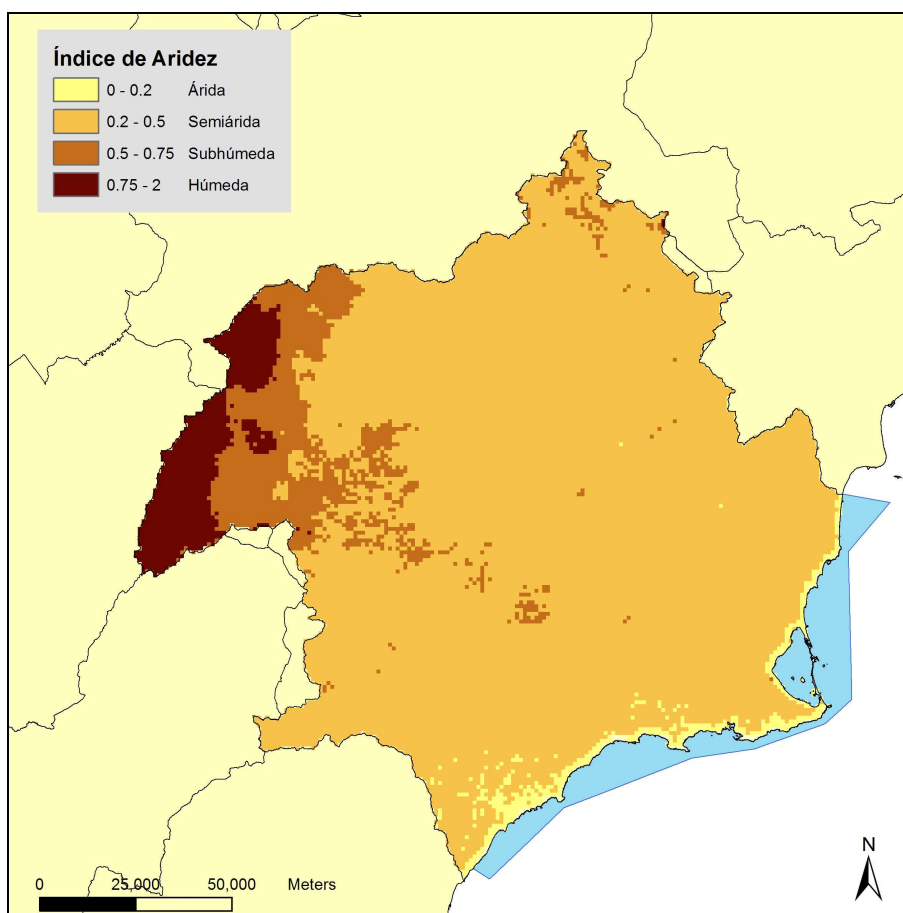 Índice de Aridez
0 - 0.2 Árida
0.2 - 0.5 Semiárida
0.5 - 0.75 Subhúmeda
0.75 - 2 Húmeda
N
0 25,000 50,000 Meters